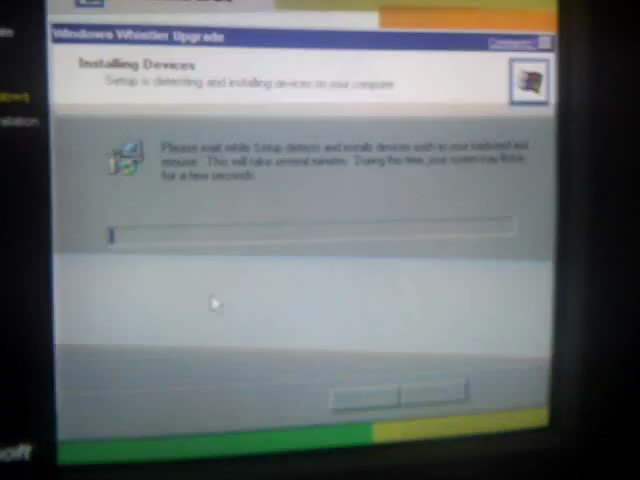 Windows Whistler Upgrade
Installing Devices
Setup is detecting and installing devices on your computer.
Please wait while Setup detects and installs devices such as your keyboard and
mouse. This will take several minutes. During this time, your screen may flicker
for a few seconds.